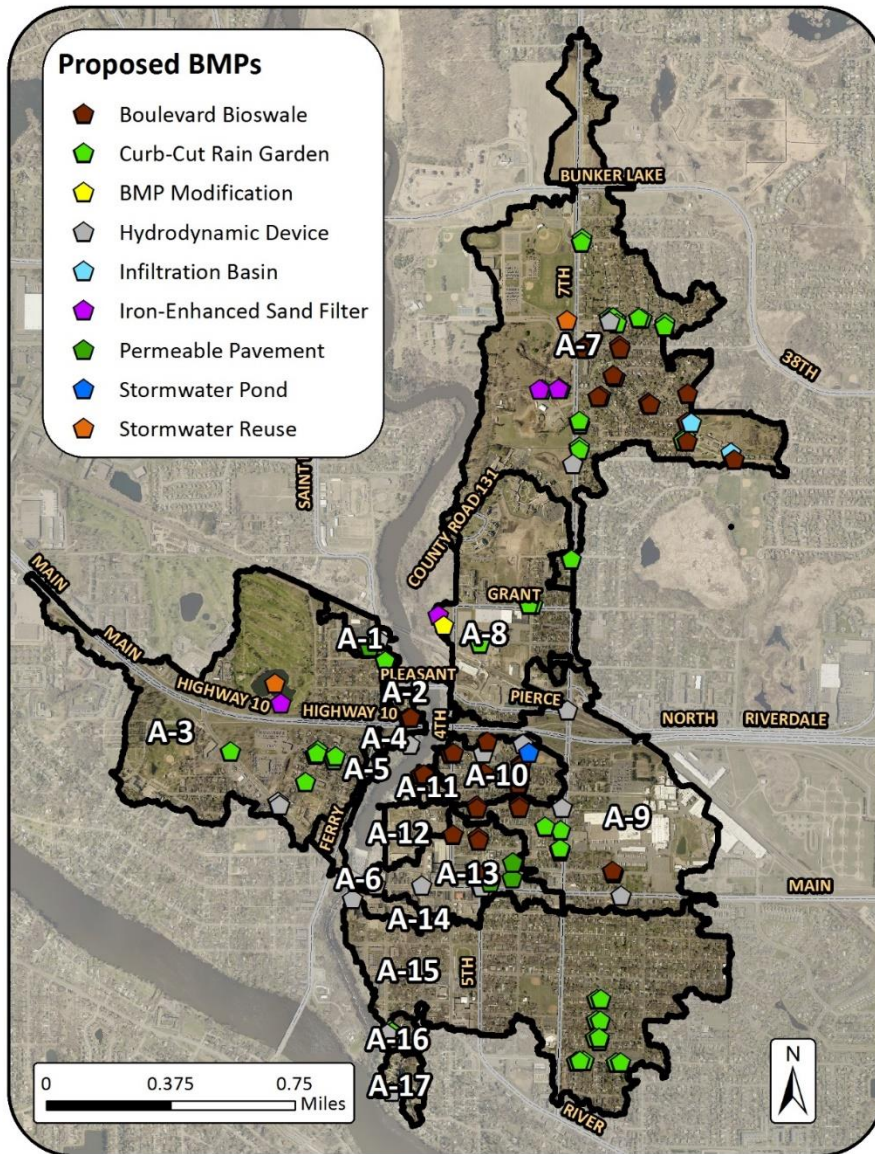 Proposed BMPs
Boulevard Bioswale
Curb-Cut Rain Garden
BMP Modification
Hydrodynamic Device
Infiltration Basin
Iron-Enhanced Sand Filter
Permeable Pavement
Stormwater Pond
Stormwater Reuse
BUNKER LAKE
7TH
A-7
38TH
SAINT
COUNTY ROAD 131
MAIN
GRANT
A-1
A-8
MAIN
PLEASANT
A-2
PIERCE
HIGHWAY 10
HIGHWAY 10
4TH
NORTH
RIVERDALE
A-3
A-4
A-5
A-10
A-11
A-9
FERRY
A-12
A-13
A-6
MAIN
A-14
A-15
5TH
A-16
A-17
RIVER
0
0.375
0.75
Miles
N